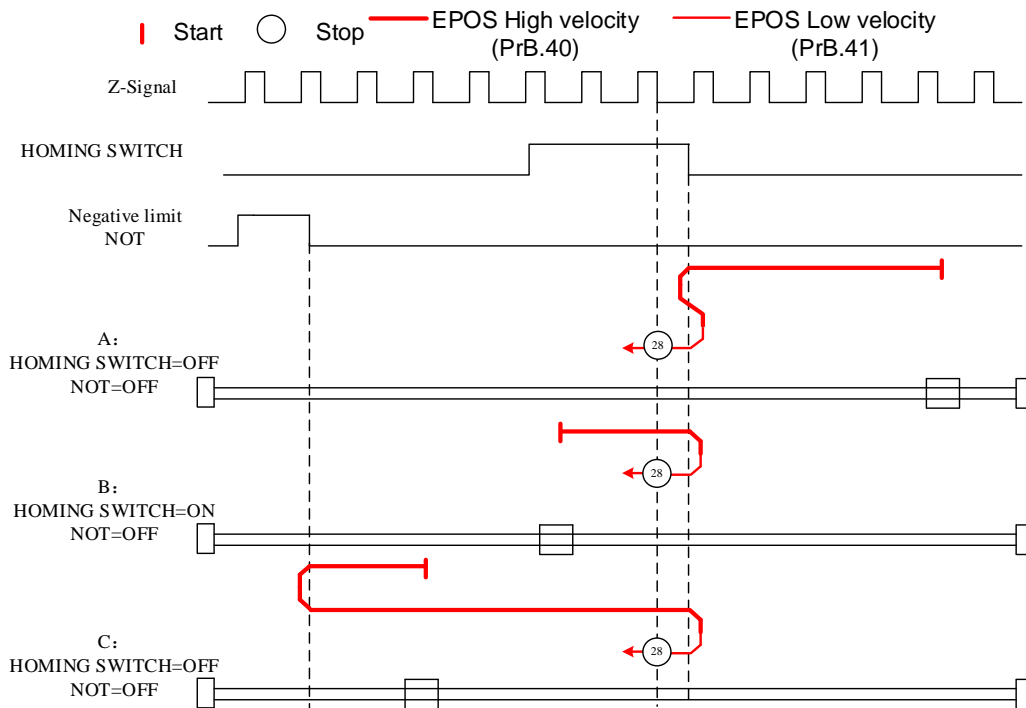 Start Stop EPOS High velocity EPOS Low velocity
(PrB.40) (PrB.41)
Z-Signal
HOMING SWITCH
Negative limit
NOT
A：
HOMING SWITCH=OFF
NOT=OFF
28
B：
HOMING SWITCH=ON
NOT=OFF
28
C：
HOMING SWITCH=OFF
NOT=OFF
28